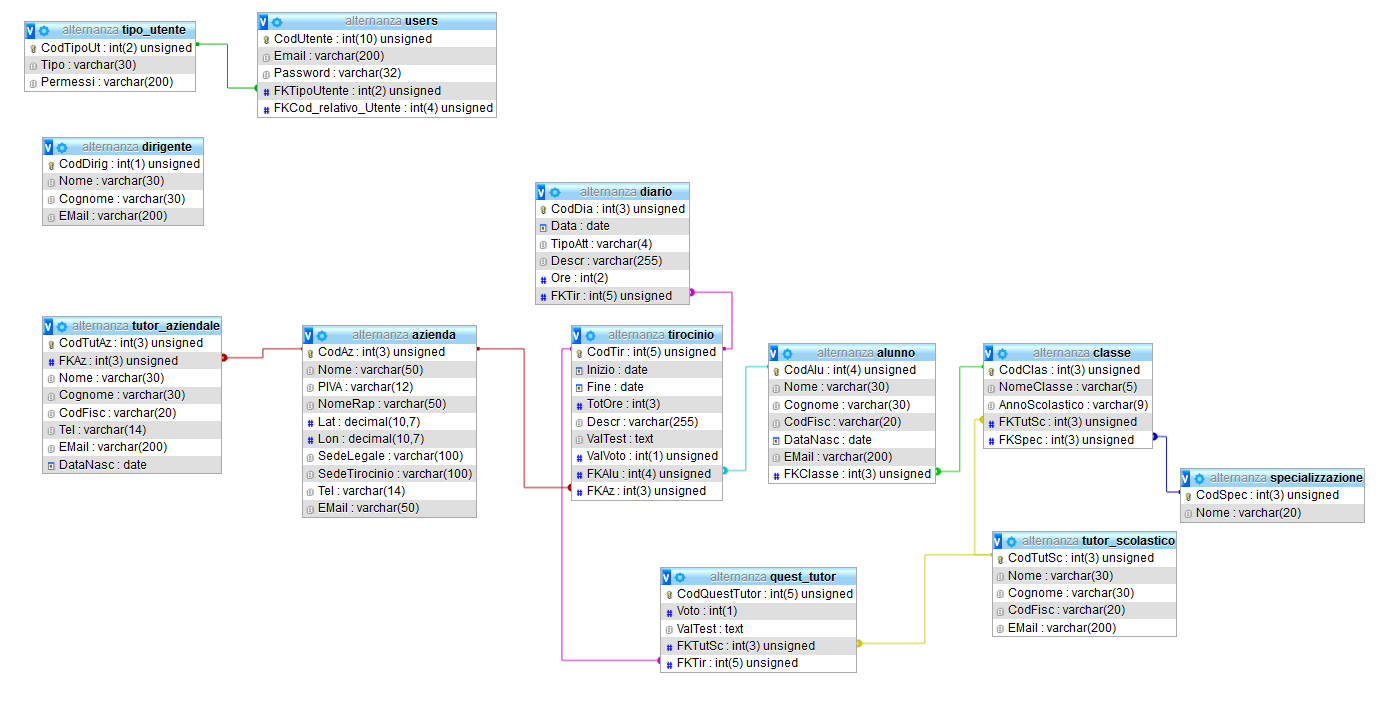 alternanza tipo_utente
CodTipoUt : int(2) unsigned
Tipo : varchar(30)
Permessi : varchar(200)
alternanza users
CodUtente : int(10) unsigned
Email : varchar(200)
Password : varchar(32)
FKTipoUtente : int(2) unsigned
FKCod_relativo_Utente : int(4) unsigned
alternanza dirigente
CodDirig : int(1) unsigned
Nome : varchar(30)
Cognome : varchar(30)
EMail : varchar(200)
alternanza diario
CodDia : int(3) unsigned
Data : date
TipoAtt : varchar(4)
Descr : varchar(255)
Ore : int(2)
FKTir : int(5) unsigned
alternanza tutor_aziendale
CodTutAz : int(3) unsigned
FKAz : int(3) unsigned
Nome : varchar(30)
Cognome : varchar(30)
CodFisc : varchar(20)
Tel : varchar(14)
EMail : varchar(200)
DataNasc : date
alternanza azienda
CodAz : int(3) unsigned
Nome : varchar(50)
PIVA : varchar(12)
NomeRap : varchar(50)
Lat : decimal(10,7)
Lon : decimal(10,7)
SedeLegale : varchar(100)
SedeTirocinio : varchar(100)
Tel : varchar(14)
EMail : varchar(50)
alternanza tirocinio
CodTir : int(5) unsigned
Inizio : date
Fine : date
TotOre : int(3)
Descr : varchar(255)
ValTest : text
ValVoto : int(1) unsigned
FKAlu : int(4) unsigned
FKAz : int(3) unsigned
alternanza alunno
CodAlu : int(4) unsigned
Nome : varchar(30)
Cognome : varchar(30)
CodFisc : varchar(20)
DataNasc : date
EMail : varchar(200)
FKClasse : int(3) unsigned
alternanza classe
CodClas : int(3) unsigned
NomeClasse : varchar(5)
AnnoScolastico : varchar(9)
FKTutSc : int(3) unsigned
FKSpec : int(3) unsigned
alternanza specializzazione
CodSpec : int(3) unsigned
Nome : varchar(20)
alternanza tutor_scolastico
CodTutSc : int(3) unsigned
Nome : varchar(30)
Cognome : varchar(30)
CodFisc : varchar(20)
EMail : varchar(200)
alternanza quest_tutor
CodQuestTutor : int(5) unsigned
Voto : int(1)
ValTest : text
FKTutSc : int(3) unsigned
FKTir : int(5) unsigned